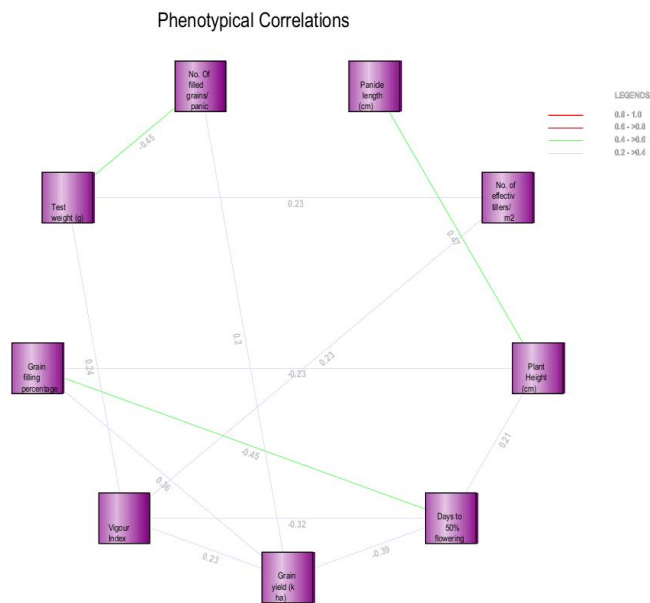 Phenotypical Correlations
No. Of
filled
grains/
panic
Panicle
length
(cm)
LEGENDS
0.8 - 1.0
0.6 - >0.8
0.4 - >0.6
0.2 - >0.4
-0.45
Test
weight (g)
0.23
No. of
effectiv
tillers/
m2
0.47
0.2
0.24
0.23
Grain
filling
percentage
-0.23
Plant
Height
(cm)
0.21
-0.45
0.36
Vigour
Index
-0.32
Days to
50%
flowering
0.23
-0.39
Grain
yield (k
ha)